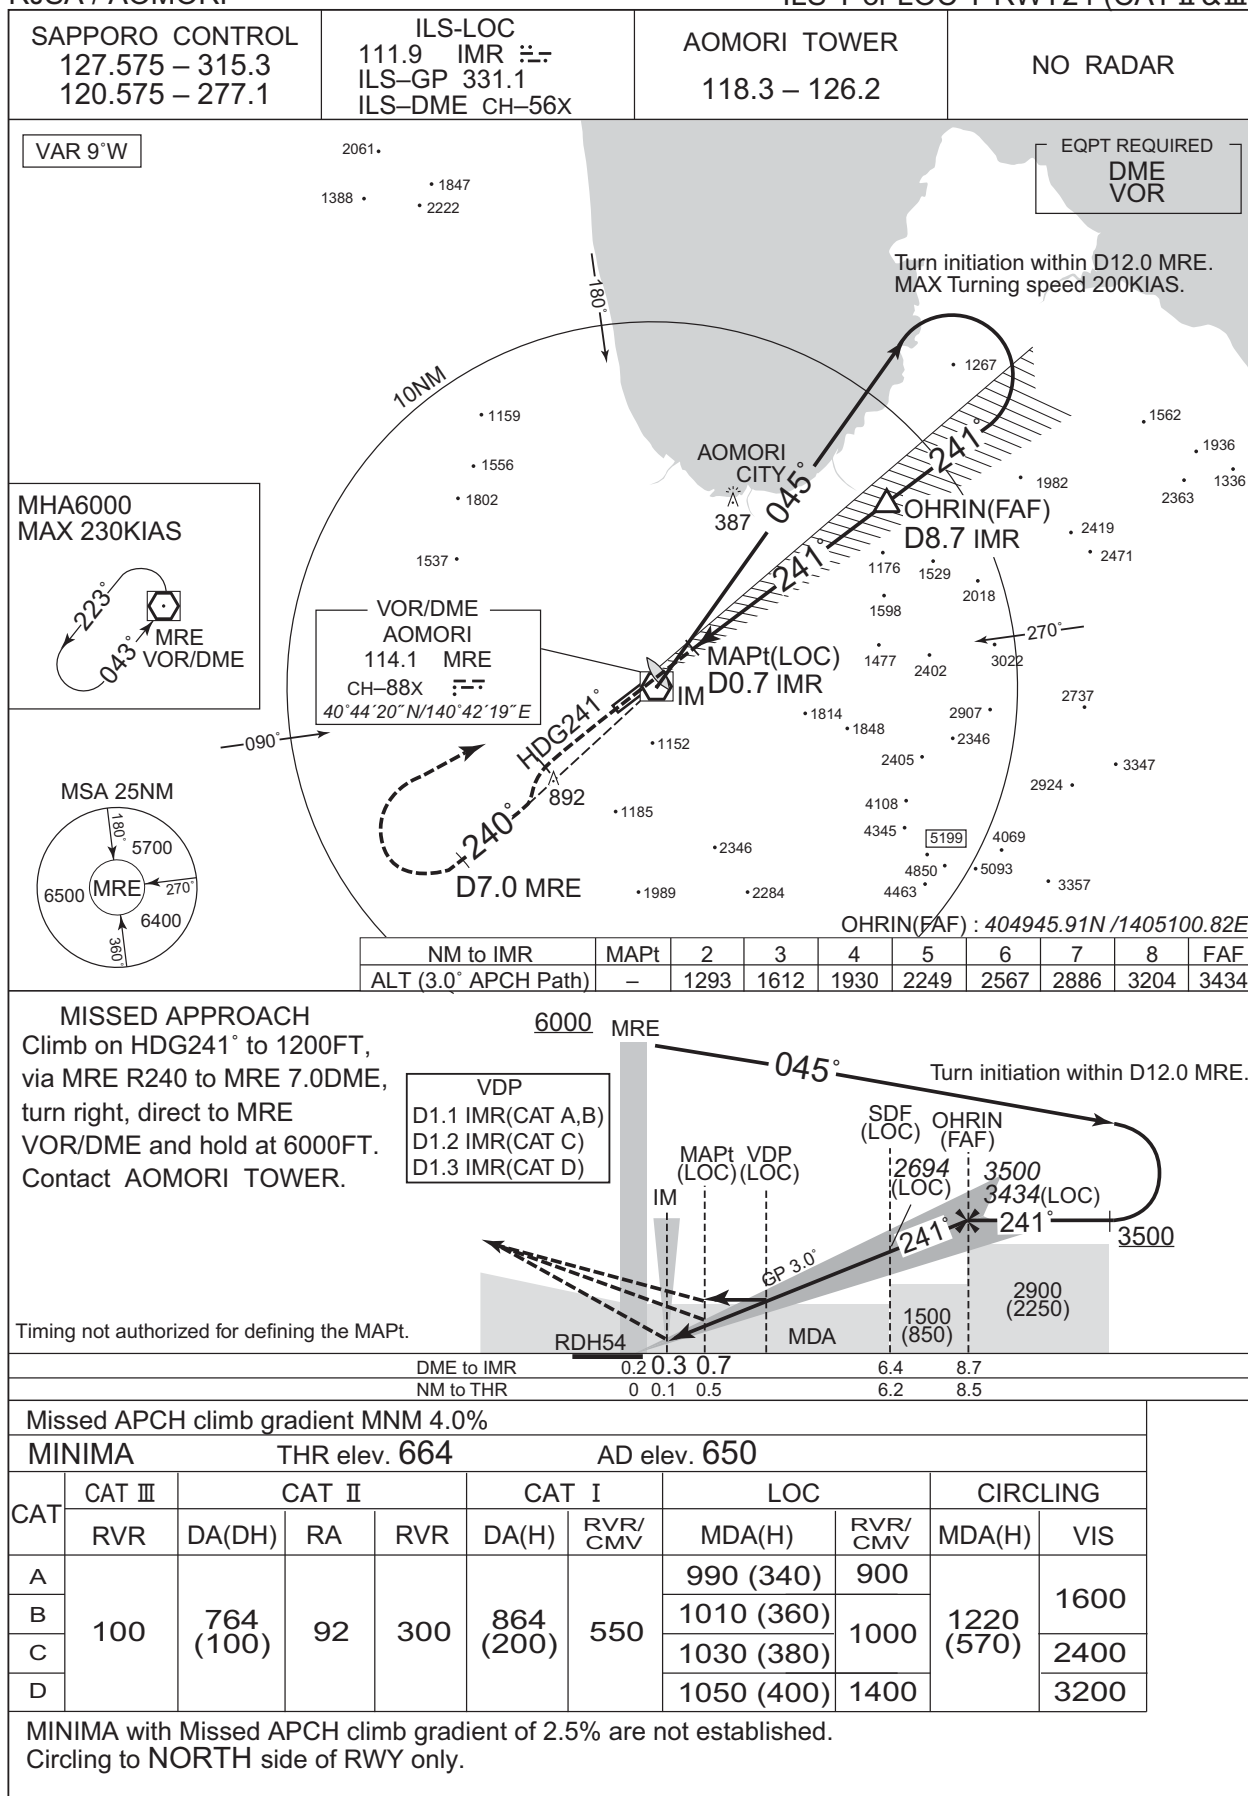 RJSA / AOMORI
ILS Y or LOC Y RWY24 (CAT Ⅱ & Ⅲ
SAPPORO CONTROL
127.575 – 315.3
120.575 – 277.1
ILS-LOC
111.9 IMR
ILS–GP 331.1
ILS–DME CH–56X
AOMORI TOWER
118.3 – 126.2
NO RADAR
VAR 9˚W
EQPT REQUIRED
DME
VOR
2061
1847
1388
2222
Turn initiation within D12.0 MRE.
MAX Turning speed 200KIAS.
180˚
10NM
1267
1159
1562
AOMORI
CITY
241˚
1936
1556
1982
1336
2363
MHA6000
MAX 230KIAS
1802
387
045˚
OHRIN(FAF)
D8.7 IMR
2419
2471
1537
241˚
1176
1529
2018
1598
223˚
043˚
MRE
VOR/DME
VOR/DME
AOMORI
114.1 MRE
CH–88X
40˚44´20˝N/140˚42´19˝E
270˚
MAPt(LOC)
D0.7 IMR
IM
1477
2402
3022
2737
HDG241˚
1814
2907
1848
090˚
1152
2346
2405
3347
MSA 25NM
892
2924
180˚
5700
1185
4108
240˚
4345
5199
4069
2346
4850
5093
MRE
270˚
6500
6400
360˚
D7.0 MRE
1989
2284
4463
3357
OHRIN(FAF) : 404945.91N /1405100.82E
NM to IMR MAPt 2 3 4 5 6 7 8 FAF
ALT (3.0˚ APCH Path) – 1293 1612 1930 2249 2567 2886 3204 3434
MISSED APPROACH
Climb on HDG241˚ to 1200FT,
via MRE R240 to MRE 7.0DME,
turn right, direct to MRE
VOR/DME and hold at 6000FT.
Contact AOMORI TOWER.
6000 MRE
045˚
Turn initiation within D12.0 MRE.
VDP
D1.1 IMR(CAT A,B)
D1.2 IMR(CAT C)
D1.3 IMR(CAT D)
SDF
(LOC)
OHRIN
(FAF)
MAPt
(LOC)
VDP
(LOC)
2694
(LOC)
3500
3434(LOC)
IM
241˚
241˚
3500
GP 3.0˚
2900
(2250)
1500
(850)
Timing not authorized for defining the MAPt.
RDH54
MDA
DME to IMR 0.2 0.3 0.7 6.4 8.7
NM to THR 0 0.1 0.5 6.2 8.5
Missed APCH climb gradient MNM 4.0%
MINIMA THR elev. 664 AD elev. 650
CAT CAT Ⅲ CAT Ⅱ CAT Ⅰ LOC CIRCLING
RVR DA(DH) RA RVR DA(H) RVR/CMV MDA(H) RVR/CMV MDA(H) VIS
A 990 (340) 900
B 1010 (360) 1600
100 764 (100) 92 300 864 (200) 550 1000 1220 (570)
C 1030 (380) 2400
D 1050 (400) 1400 3200
MINIMA with Missed APCH climb gradient of 2.5% are not established.
Circling to NORTH side of RWY only.